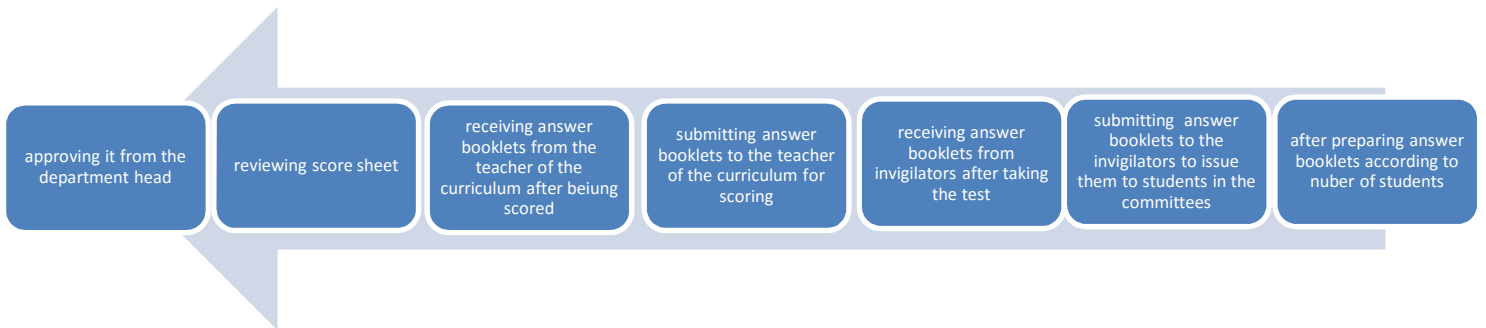 approving it from the
department head
reviewing score sheet
receiving answer
booklets from the
teacher of the
curriculum after beiung
scored
submitting answer
booklets to the teacher
of the curriculum for
scoring
receiving answer
booklets from
invigilators after taking
the test
submitting answer
booklets to the
invigilators to issue
them to students in the
committees
after preparing answer
booklets according to
nuber of students